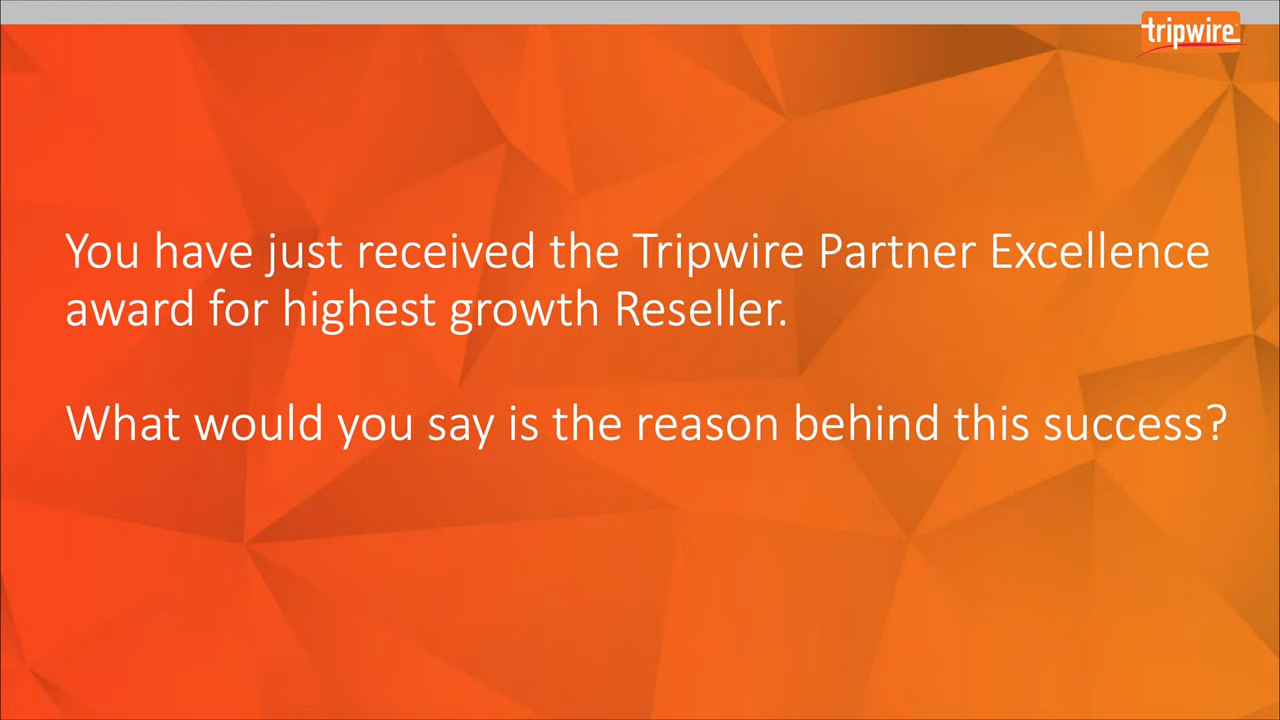 tripwire
You have just received the Tripwire Partner Excellence
award for highest growth Reseller.
What would you say is the reason behind this success?